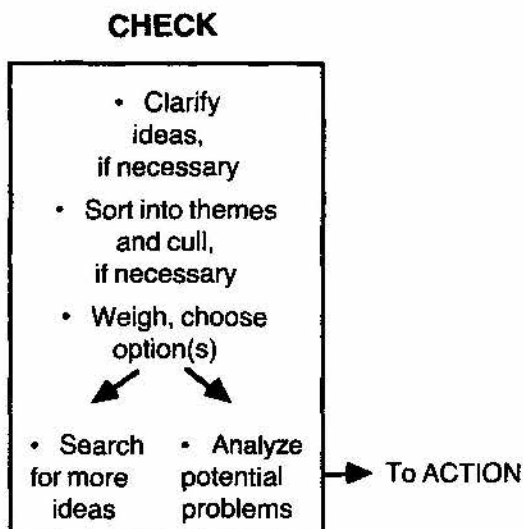 CHECK
• Clarify
ideas,
if necessary
• Sort into themes
and cull,
if necessary
• Weigh, choose
option(s)
• Search
for more
ideas
• Analyze
potential
problems
To ACTION